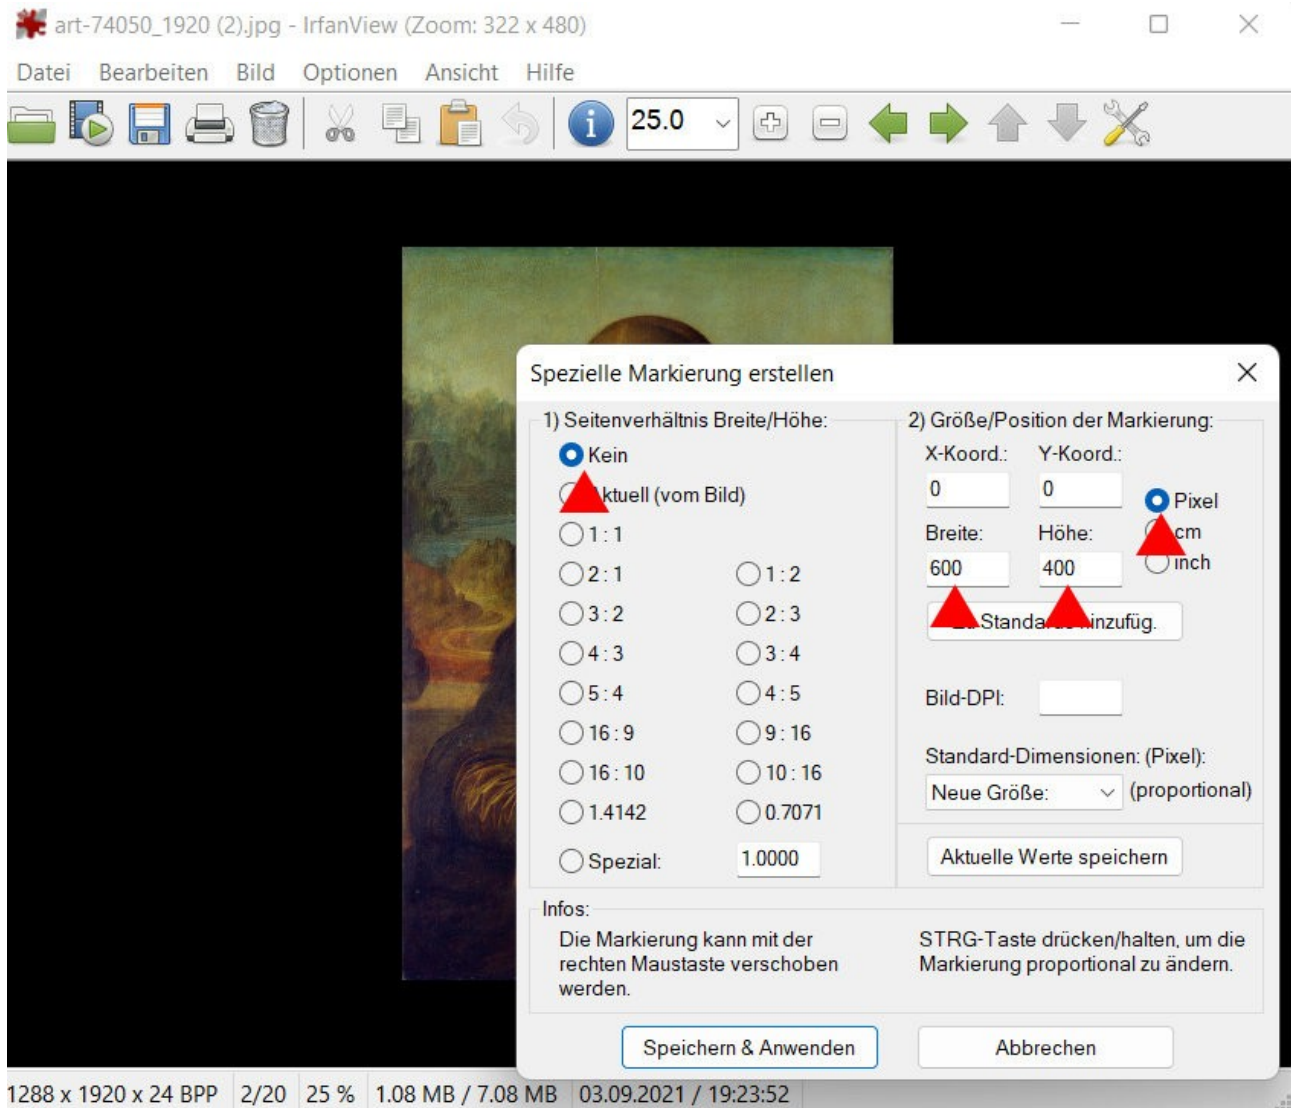 art-74050_1920 (2).jpg - IrfanView (Zoom: 322 x 480)
Datei Bearbeiten Bild Optionen Ansicht Hilfe
25.0
Spezielle Markierung erstellen
1) Seitenverhältnis Breite/Höhe:
Kein
Aktuell (vom Bild)
1 : 1
2 : 1 1 : 2
3 : 2 2 : 3
4 : 3 3 : 4
5 : 4 4 : 5
16 : 9 9 : 16
16 : 10 10 : 16
1.4142 0.7071
Spezial: 1.0000
2) Größe/Position der Markierung:
X-Koord.: Y-Koord.:
0 0
Pixel
Breite: Höhe:
cm
600 400
inch
Zu Standards hinzufüg.
Bild-DPI:
Standard-Dimensionen: (Pixel):
Neue Größe: (proportional)
Aktuelle Werte speichern
Infos:
Die Markierung kann mit der
rechten Maustaste verschoben
werden.
STRG-Taste drücken/halten, um die
Markierung proportional zu ändern.
Speichern & Anwenden Abbrechen
1288 x 1920 x 24 BPP 2/20 25 % 1.08 MB / 7.08 MB 03.09.2021 / 19:23:52